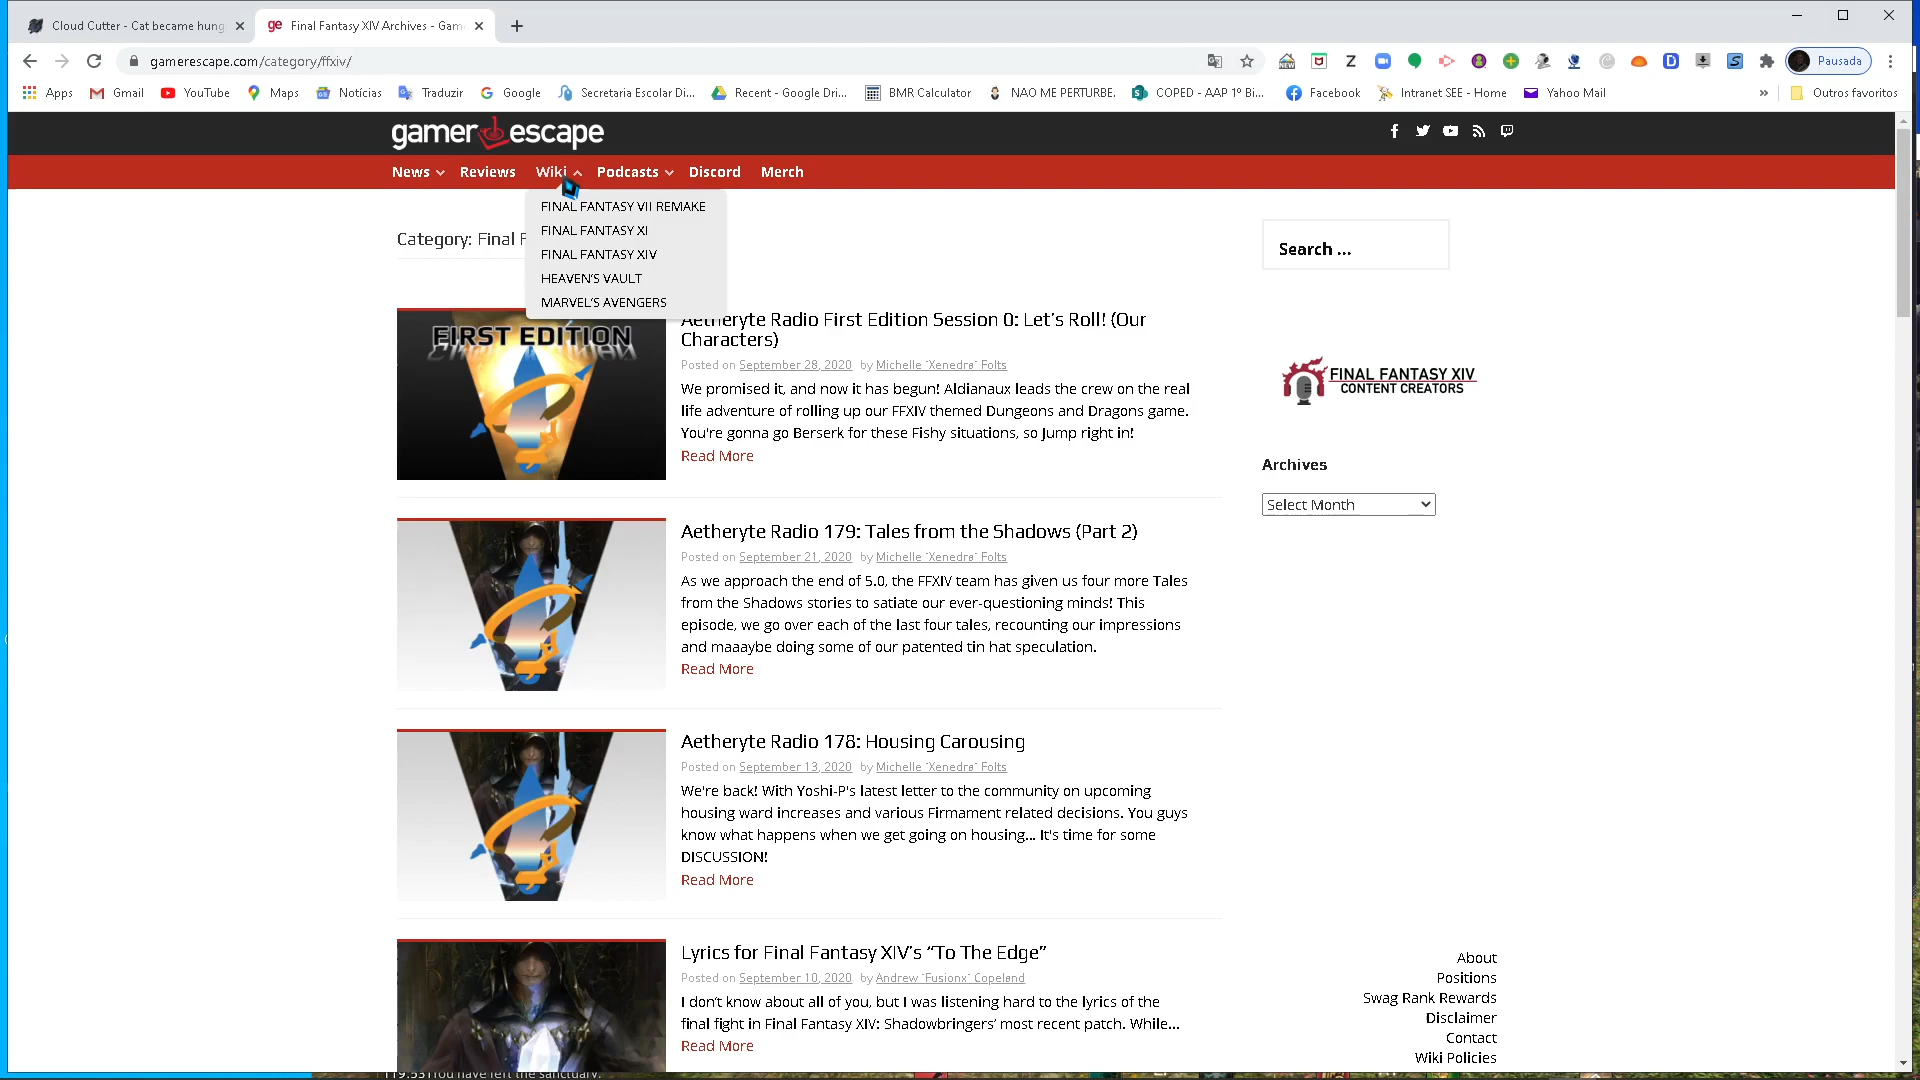 Cloud Cutter - Cat became hung
ge Final Fantasy XIV Archives - Gam
gamerescape.com/category/ffxiv/
Pausada
Apps Gmail YouTube Maps Notícias Traduzir Google Secretaria Escolar Di... Recent - Google Dri... BMR Calculator NAO ME PERTURBE. COPED - AAP 1º Bi... Facebook Intranet SEE - Home Yahoo Mail » Outros favoritos
gamer escape
News Reviews Wiki Podcasts Discord Merch
FINAL FANTASY VII REMAKE
FINAL FANTASY XI
FINAL FANTASY XIV
HEAVEN'S VAULT
MARVEL'S AVENGERS
Category: Final F
FIRST EDITION
Aetheryte Radio First Edition Session 0: Let's Roll! (Our
Characters)
Posted on September 28, 2020 by Michelle "Xenedra" Folts
We promised it, and now it has begun! Aldianaux leads the crew on the real
life adventure of rolling up our FFXIV themed Dungeons and Dragons game.
You're gonna go Berserk for these Fishy situations, so Jump right in!
Read More
Aetheryte Radio 179: Tales from the Shadows (Part 2)
Posted on September 21, 2020 by Michelle "Xenedra" Folts
As we approach the end of 5.0, the FFXIV team has given us four more Tales
from the Shadows stories to satiate our ever-questioning minds! This
episode, we go over each of the last four tales, recounting our impressions
and maaaybe doing some of our patented tin hat speculation.
Read More
Aetheryte Radio 178: Housing Carousing
Posted on September 13, 2020 by Michelle "Xenedra" Folts
We're back! With Yoshi-P's latest letter to the community on upcoming
housing ward increases and various Firmament related decisions. You guys
know what happens when we get going on housing... It's time for some
DISCUSSION!
Read More
Lyrics for Final Fantasy XIV's “To The Edge”
Posted on September 10, 2020 by Andrew "Fusionx" Copeland
I don't know about all of you, but I was listening hard to the lyrics of the
final fight in Final Fantasy XIV: Shadowbringers' most recent patch. While...
Read More
Search ...
FINAL FANTASY XIV
CONTENT CREATORS
Archives
Select Month
About
Positions
Swag Rank Rewards
Disclaimer
Contact
Wiki Policies
You have left the sanctuary.